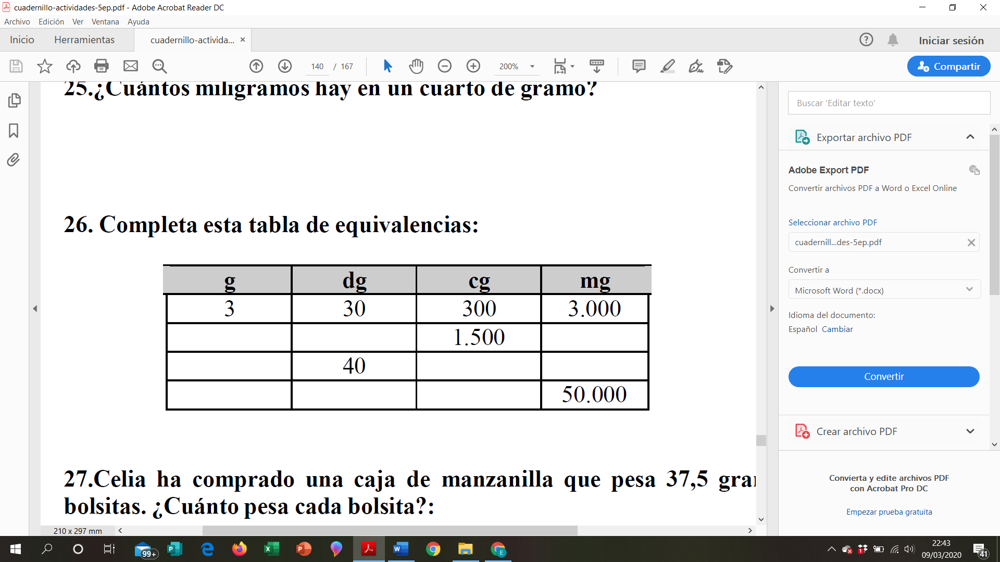 cuadernillo-actividades-5ep.pdf - Adobe Acrobat Reader DC
Archivo Edición Ver Ventana Ayuda
Inicio Herramientas cuadernillo-activida... × Iniciar sesión
140 / 167 200% Compartir
25.¿Cuántos miligramos hay en un cuarto de gramo?
26. Completa esta tabla de equivalencias:
g dg cg mg
3 30 300 3.000
1.500
40
50.000
27.Celia ha comprado una caja de manzanilla que pesa 37,5 gra
bolsitas. ¿Cuánto pesa cada bolsita?:
210 x 297 mm
Buscar 'Editar texto'
Exportar archivo PDF
Adobe Export PDF
Convertir archivos PDF a Word o Excel Online
Seleccionar archivo PDF
cuadernill...des-5ep.pdf
Convertir a
Microsoft Word (*.docx)
Idioma del documento:
Español Cambiar
Convertir
Crear archivo PDF
Convierta y edite archivos PDF
con Acrobat Pro DC
Empezar prueba gratuita
99+
22:43
09/03/2020
41